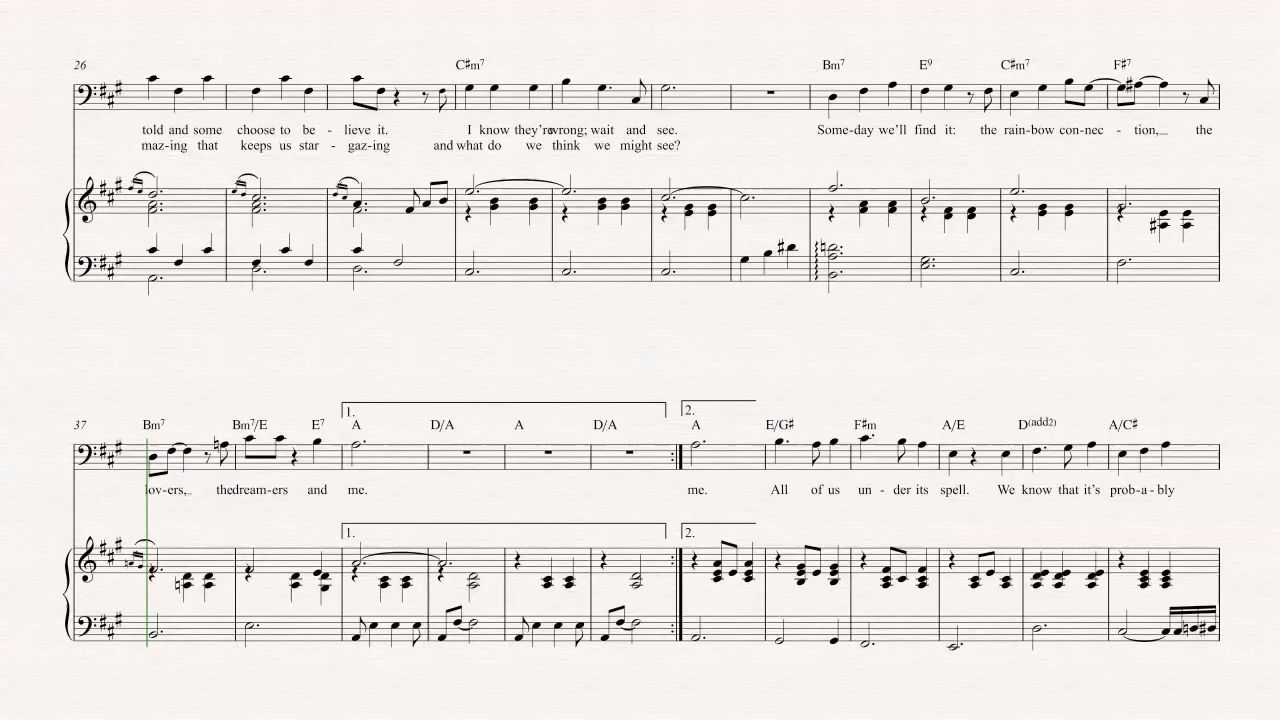 26
C♯m7 Bm7 E9 C♯m7 F♯7
told and some choose to be - lieve it. I know they're wrong; wait and see. Some-day we'll find it: the rain-bow con-nec - tion, the
maz-ing that keeps us star - gaz-ing and what do we think we might see?
1. 2.
37 Bm7 Bm7/E E7 A D/A A D/A A E/G♯ F♯m A/E D(add2) A/C♯
lov-ers, the dream-ers and me. me. All of us un - der its spell. We know that it's prob-a-bly
1. 2.